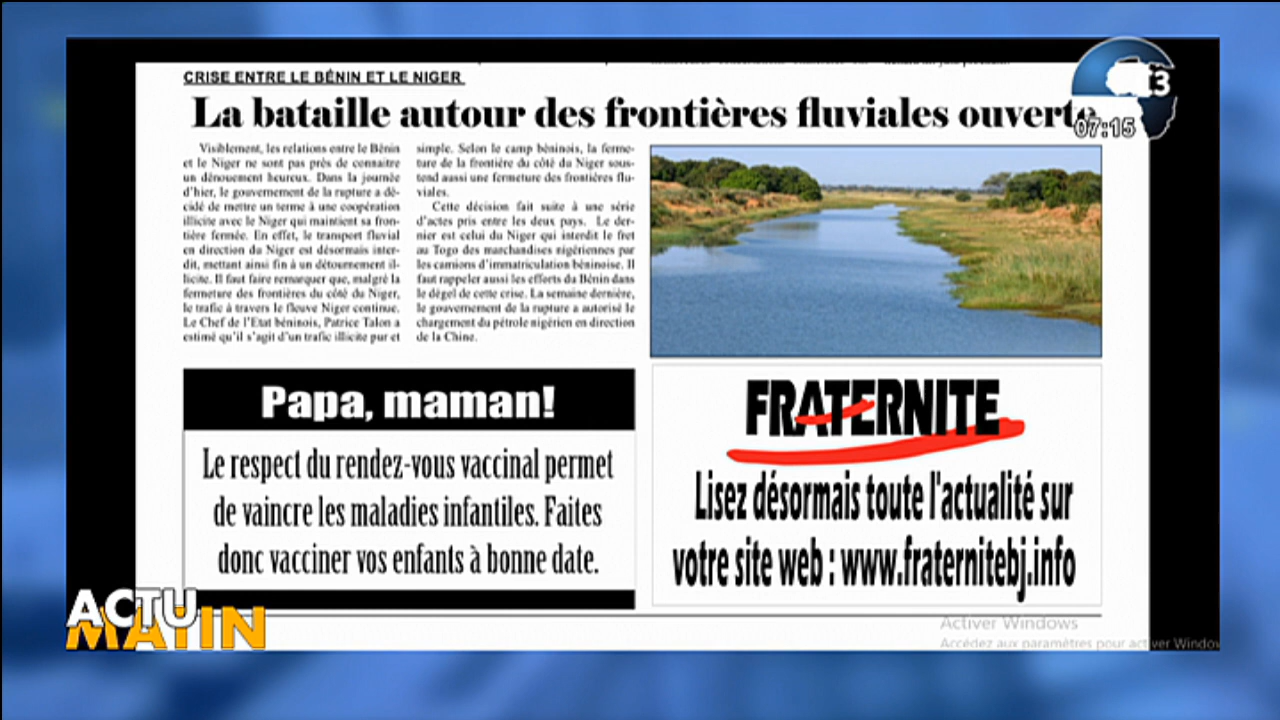 CRISE ENTRE LE BÉNIN ET LE NIGER
La bataille autour des frontières fluviales ouverte
07:15
Visiblement, les relations entre le Bénin
et le Niger ne sont pas près de connaitre
un dénouement heureux. Dans la journée
d'hier, le gouvernement de la rupture a dé-
cidé de mettre un terme à une coopération
illicite avec le Niger qui maintient sa fron-
tière fermée. En effet, le transport fluvial
en direction du Niger est désormais inter-
dit, mettant ainsi fin à un détournement il-
licite. Il faut faire remarquer que, malgré la
fermeture des frontières du côté du Niger,
le trafic à travers le fleuve Niger continue.
Le Chef de l'Etat béninois, Patrice Talon a
estimé qu'il s'agit d'un trafic illicite pur et
simple. Selon le camp béninois, la ferme-
ture de la frontière du côté du Niger sous-
tend aussi une fermeture des frontières flu-
viales.
Cette décision fait suite à une série
d'actes pris entre les deux pays. Le der-
nier est celui du Niger qui interdit le fret
au Togo des marchandises nigériennes par
les camions d'immatriculation béninoise. Il
faut rappeler aussi les efforts du Bénin dans
le dégel de cette crise. La semaine dernière,
le gouvernement de la rupture a autorisé le
chargement du pétrole nigérien en direction
de la Chine.
Papa, maman!
Le respect du rendez-vous vaccinal permet
de vaincre les maladies infantiles. Faites
donc vacciner vos enfants à bonne date.
FRATERNITE
Lisez désormais toute l'actualité sur
votre site web : www.fraternitebj.info
ACTU
MATIN
Activer Windows
Accédez aux paramètres pour activer Windows